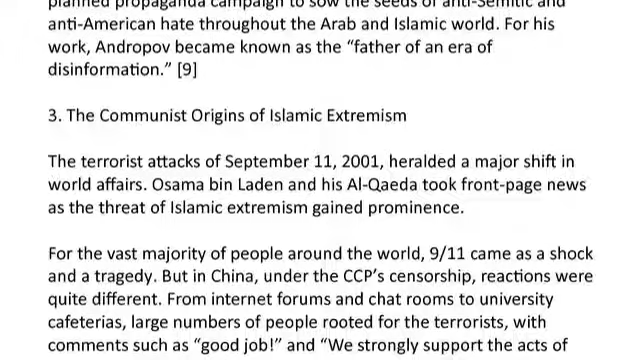 planned propaganda campaign to sow the seeds of anti-Semitic and
anti-American hate throughout the Arab and Islamic world. For his
work, Andropov became known as the “father of an era of
disinformation.” [9]
3. The Communist Origins of Islamic Extremism
The terrorist attacks of September 11, 2001, heralded a major shift in
world affairs. Osama bin Laden and his Al-Qaeda took front-page news
as the threat of Islamic extremism gained prominence.
For the vast majority of people around the world, 9/11 came as a shock
and a tragedy. But in China, under the CCP’s censorship, reactions were
quite different. From internet forums and chat rooms to university
cafeterias, large numbers of people rooted for the terrorists, with
comments such as “good job!” and “We strongly support the acts of